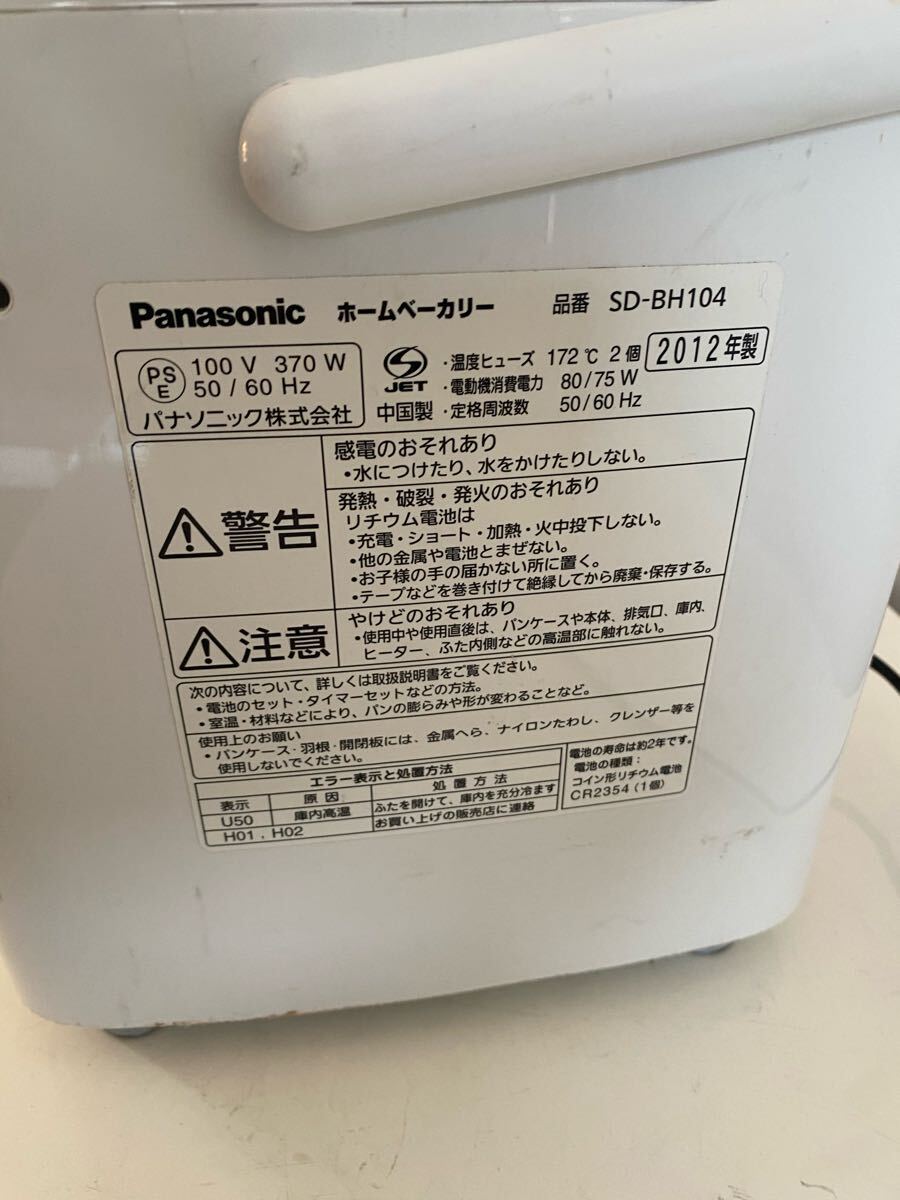 Panasonic ホームベーカリー 品番 SD-BH104
PSE 100 V 370 W
50 / 60 Hz
パナソニック株式会社
JET
中国製
・温度ヒューズ 172℃ 2個
・電動機消費電力 80/75 W
・定格周波数 50/60 Hz
2012年製
警告
感電のおそれあり
・水につけたり、水をかけたりしない。
発熱・破裂・発火のおそれあり
リチウム電池は
・充電・ショート・加熱・火中投下しない。
・他の金属や電池とまぜない。
・お子様の手の届かない所に置く。
・テープなどを巻き付けて絶縁してから廃棄・保存する。
注意
やけどのおそれあり
・使用中や使用直後は、パンケースや本体、排気口、庫内、
ヒーター、ふた内側などの高温部に触れない。
次の内容について、詳しくは取扱説明書をご覧ください。
・電池のセット・タイマーセットなどの方法。
・室温・材料などにより、パンの膨らみや形が変わることなど。
使用上のお願い
・パンケース・羽根・開閉板には、金属へら、ナイロンたわし、クレンザー等を
使用しないでください。
エラー表示と処置方法
表示 原因 処置方法
U50 庫内高温 ふたを開けて、庫内を充分冷ます
H01 . H02 お買い上げの販売店に連絡
電池の寿命は約2年です。
電池の種類：
コイン形リチウム電池
CR2354（1個）